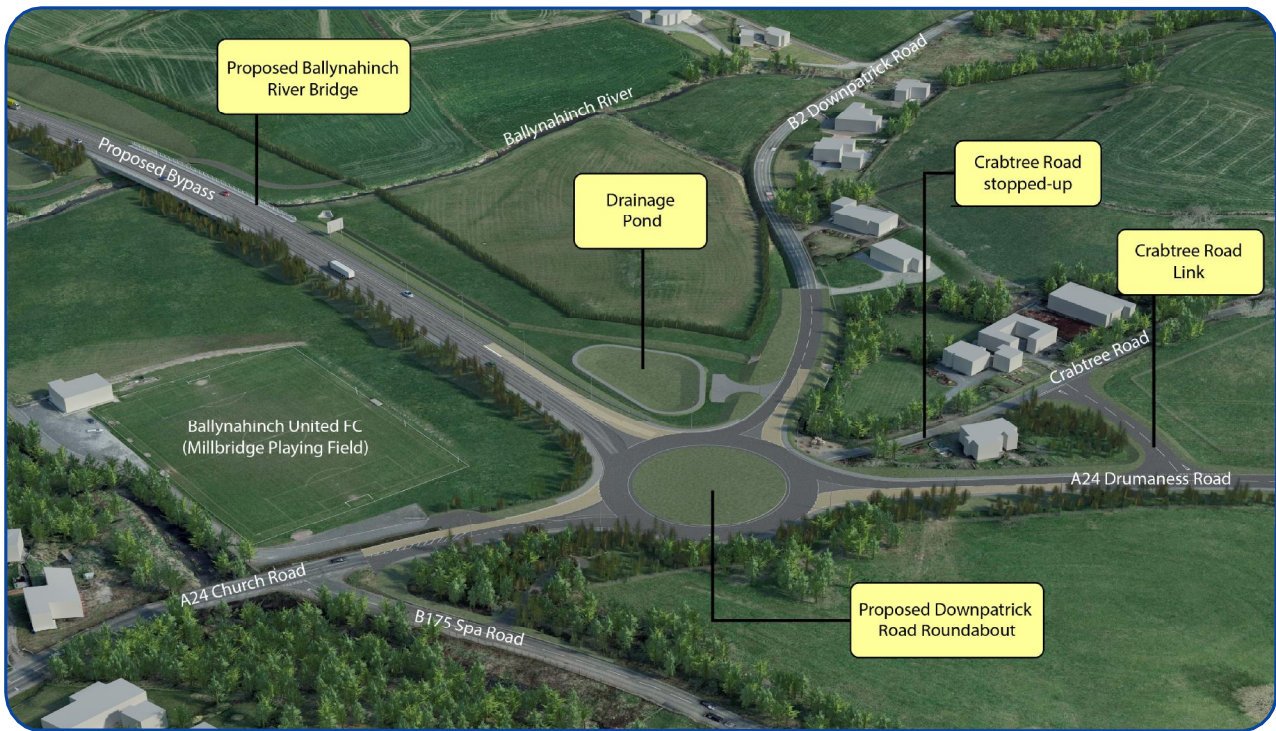 Proposed Ballynahinch
River Bridge
B2 Downpatrick Road
Ballynahinch River
Proposed Bypass
Crabtree Road
stopped-up
Drainage
Pond
Crabtree Road
Link
Crabtree Road
Ballynahinch United FC
(Millbridge Playing Field)
A24 Drumaness Road
A24 Church Road
B175 Spa Road
Proposed Downpatrick
Road Roundabout